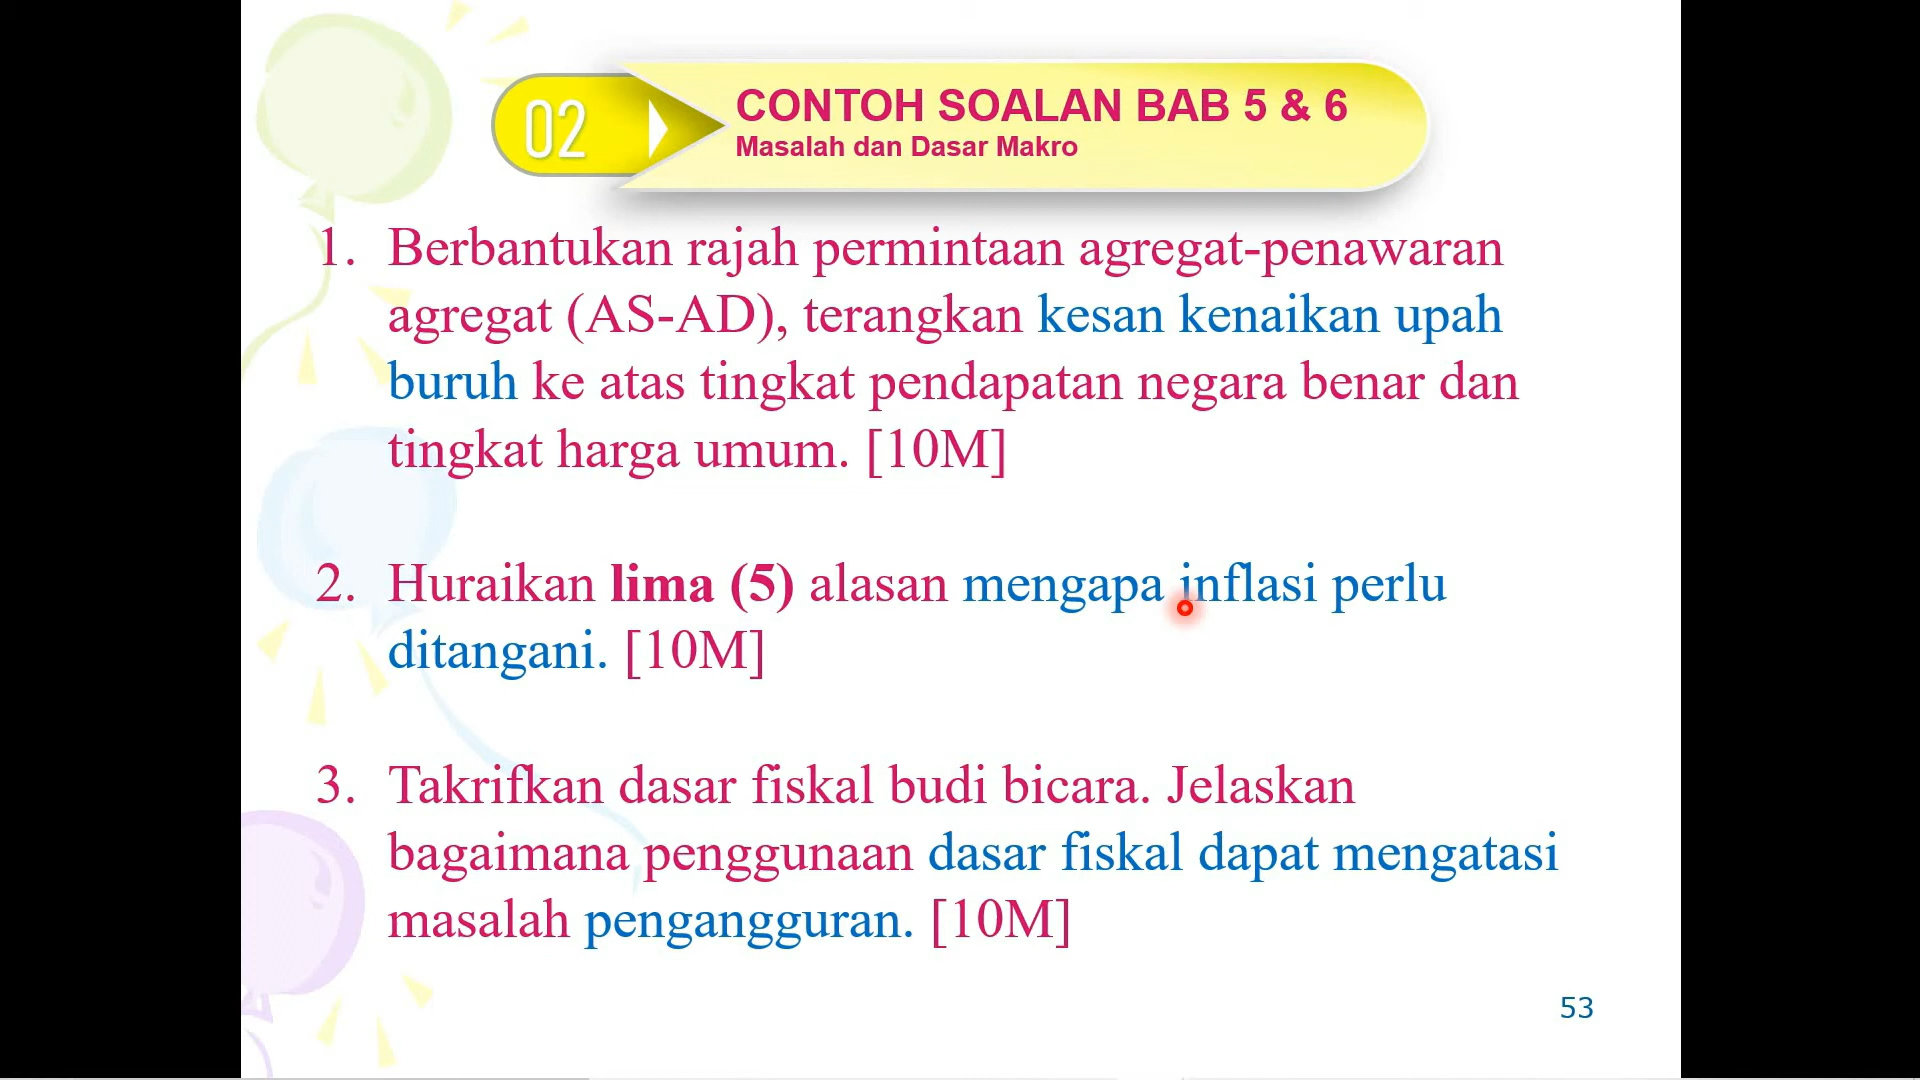 02
CONTOH SOALAN BAB 5 & 6
Masalah dan Dasar Makro
1. Berbantukan rajah permintaan agregat-penawaran
agregat (AS-AD), terangkan kesan kenaikan upah
buruh ke atas tingkat pendapatan negara benar dan
tingkat harga umum. [10M]
2. Huraikan lima (5) alasan mengapa inflasi perlu
ditangani. [10M]
3. Takrifkan dasar fiskal budi bicara. Jelaskan
bagaimana penggunaan dasar fiskal dapat mengatasi
masalah pengangguran. [10M]
53